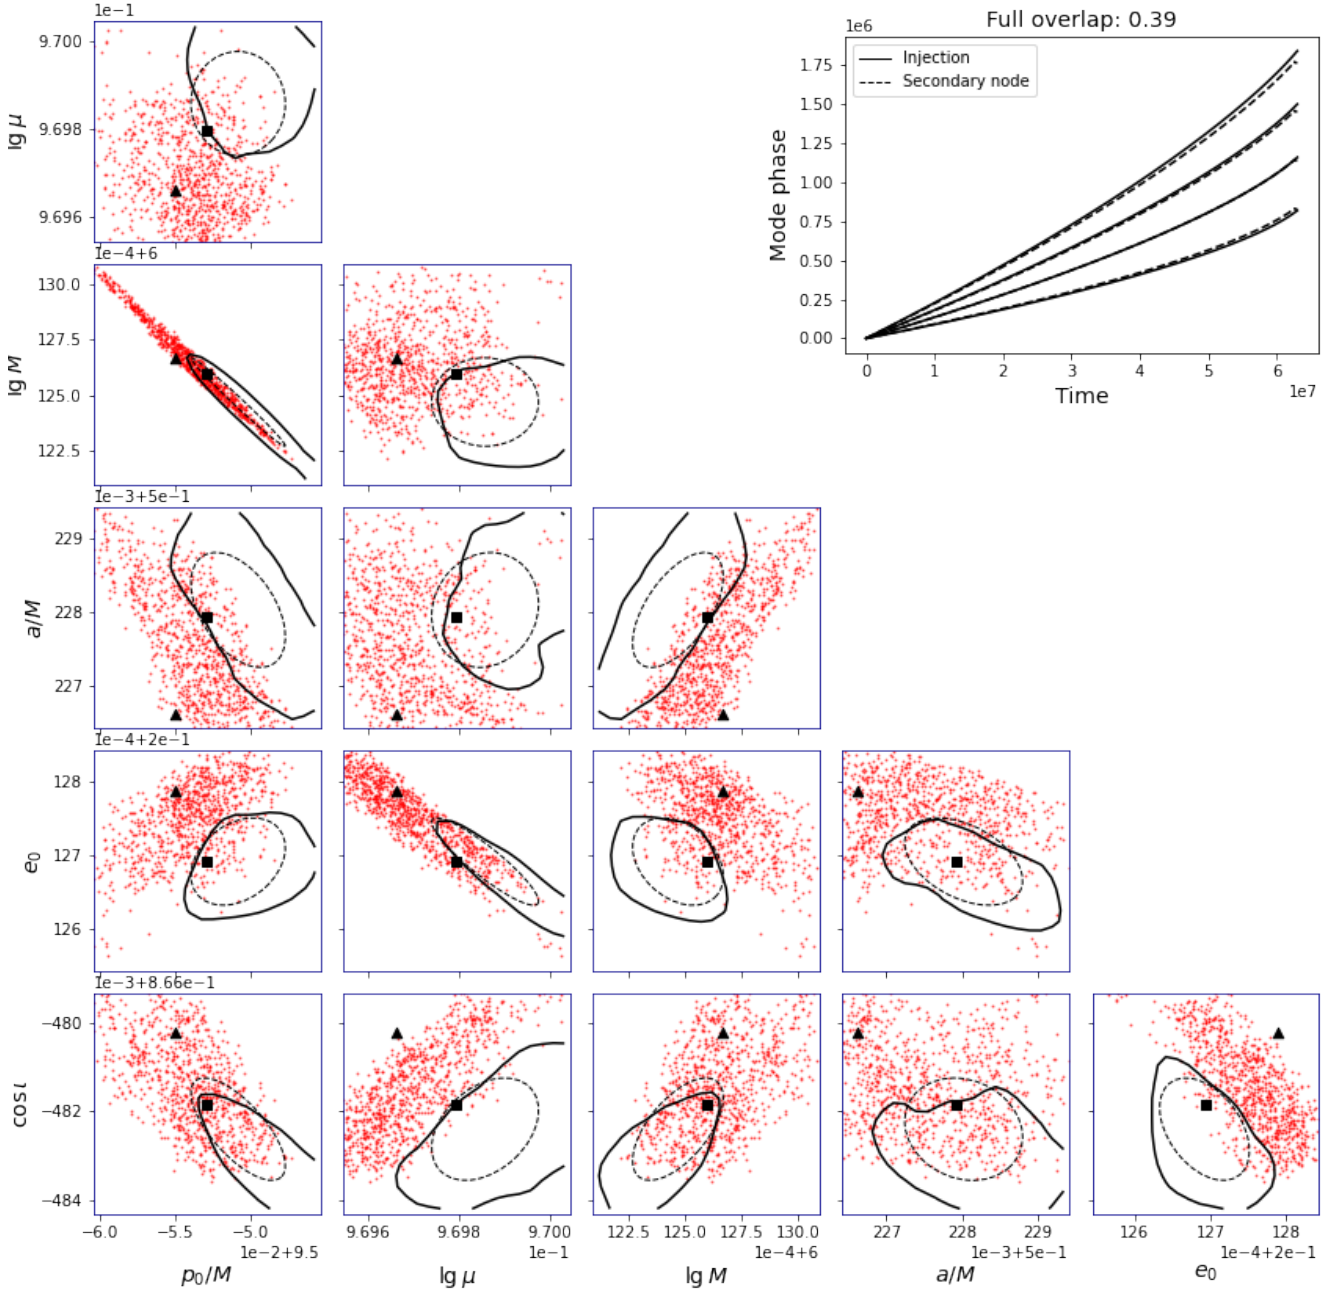 Full overlap: 0.39
1e6
Injection
Secondary node
1.75
1.50
1.25
1.00
0.75
0.50
0.25
0.00
Mode phase
0 1 2 3 4 5 6
1e7
Time
1e−1
9.700
9.698
9.696
lg μ
1e−4+6
130.0
127.5
125.0
122.5
lg M
1e−3+5e−1
229
228
227
a/M
1e−4+2e−1
128
127
126
e₀
1e−3+8.66e−1
−480
−482
−484
cos ι
−6.0 −5.5 −5.0
1e−2+9.5
p₀/M
9.696 9.698 9.700
1e−1
lg μ
122.5 125.0 127.5 130.0
1e−4+6
lg M
227 228 229
1e−3+5e−1
a/M
126 127 128
1e−4+2e−1
e₀